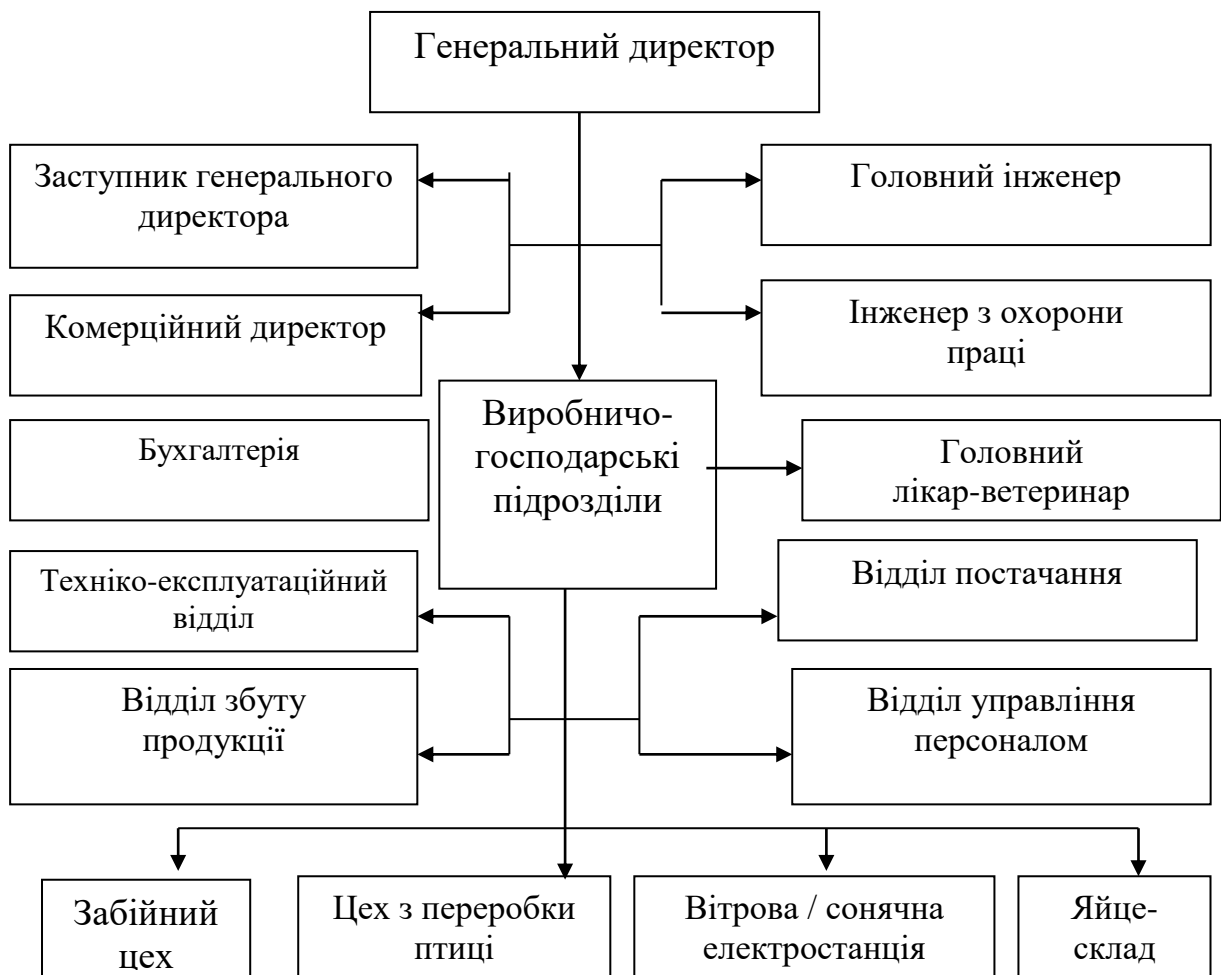 Генеральний директор
Заступник генерального
директора
Головний інженер
Комерційний директор
Інженер з охорони
праці
Виробничо-
господарські
підрозділи
Бухгалтерія
Головний
лікар-ветеринар
Техніко-експлуатаційний
відділ
Відділ постачання
Відділ збуту
продукції
Відділ управління
персоналом
Забійний
цех
Цех з переробки
птиці
Вітрова / сонячна
електростанція
Яйце-
склад